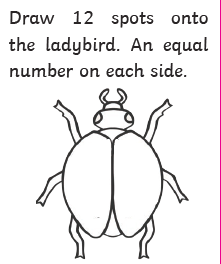 Draw 12 spots onto
the ladybird. An equal
number on each side.